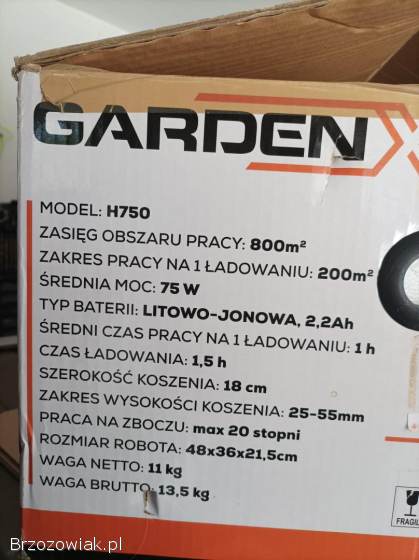 GARDEN X
MODEL: H750
ZASIĘG OBSZARU PRACY: 800m²
ZAKRES PRACY NA 1 ŁADOWANIU: 200m²
ŚREDNIA MOC: 75 W
TYP BATERII: LITOWO-JONOWA, 2,2Ah
ŚREDNI CZAS PRACY NA 1 ŁADOWANIU: 1 h
CZAS ŁADOWANIA: 1,5 h
SZEROKOŚĆ KOSZENIA: 18 cm
ZAKRES WYSOKOŚCI KOSZENIA: 25-55mm
PRACA NA ZBOCZU: max 20 stopni
ROZMIAR ROBOTA: 48x36x21,5cm
WAGA NETTO: 11 kg
WAGA BRUTTO: 13,5 kg
FRAGIL
Brzozowiak.pl